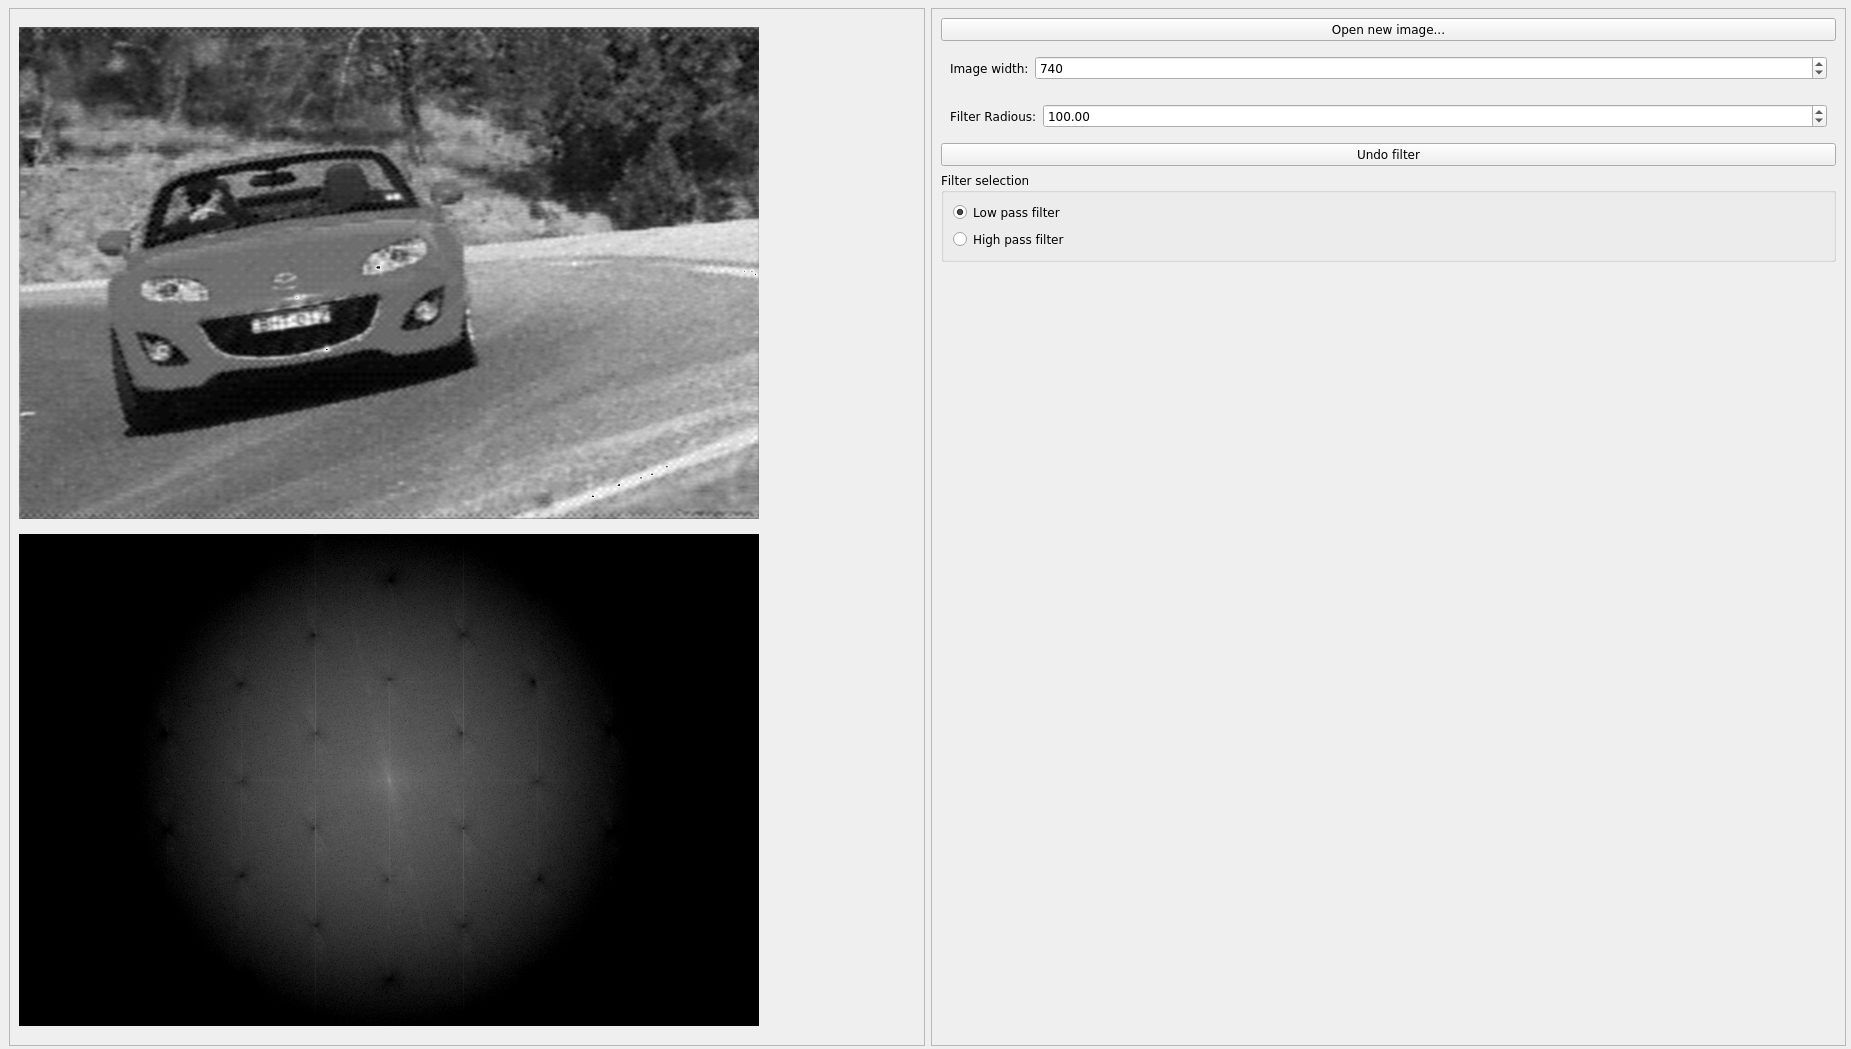 Open new image...
Image width: 740
Filter Radious: 100.00
Undo filter
Filter selection
Low pass filter
High pass filter